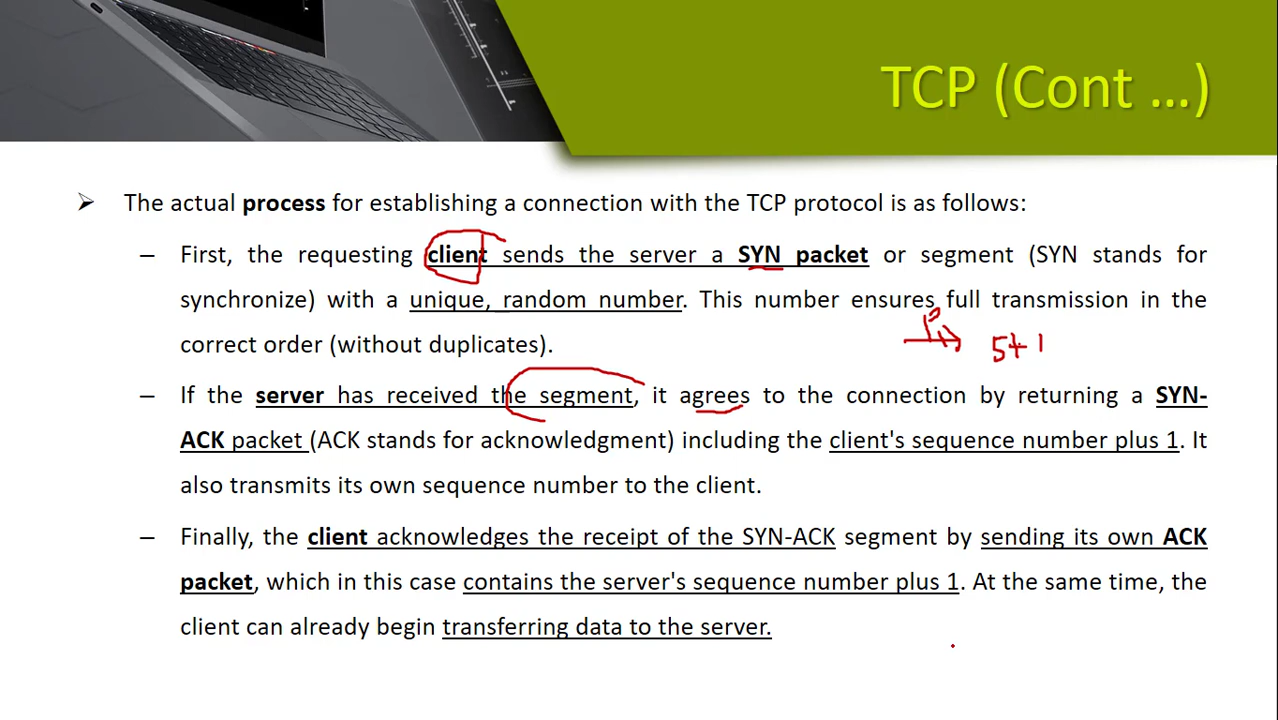 TCP (Cont …)
➢ The actual process for establishing a connection with the TCP protocol is as follows:
– First, the requesting client sends the server a SYN packet or segment (SYN stands for
synchronize) with a unique, random number. This number ensures full transmission in the
correct order (without duplicates).
5+1
– If the server has received the segment, it agrees to the connection by returning a SYN-
ACK packet (ACK stands for acknowledgment) including the client's sequence number plus 1. It
also transmits its own sequence number to the client.
– Finally, the client acknowledges the receipt of the SYN-ACK segment by sending its own ACK
packet, which in this case contains the server's sequence number plus 1. At the same time, the
client can already begin transferring data to the server.